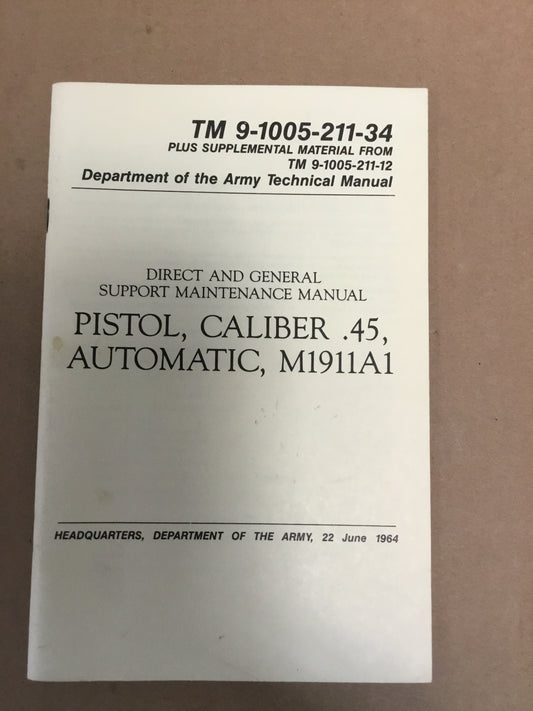 TM 9-1005-211-34
PLUS SUPPLEMENTAL MATERIAL FROM
TM 9-1005-211-12
Department of the Army Technical Manual
DIRECT AND GENERAL
SUPPORT MAINTENANCE MANUAL
PISTOL, CALIBER .45,
AUTOMATIC, M1911A1
HEADQUARTERS, DEPARTMENT OF THE ARMY, 22 June 1964